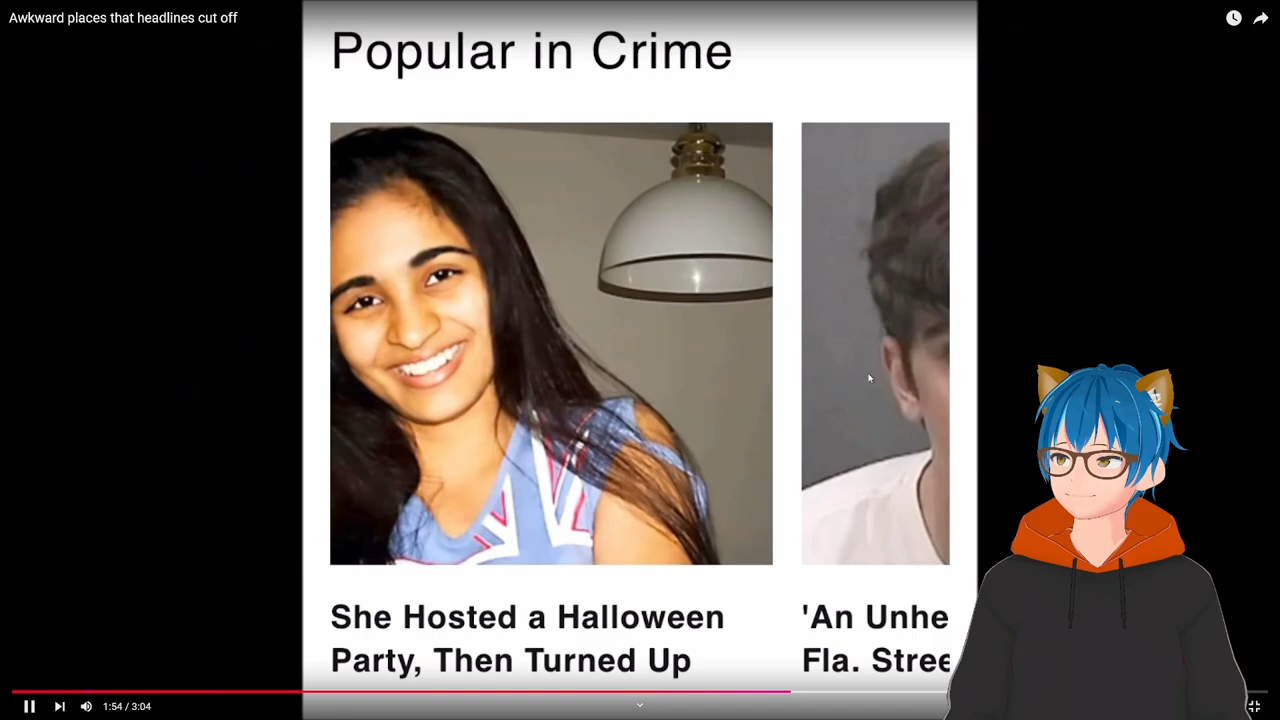 Awkward places that headlines cut off
Popular in Crime
She Hosted a Halloween
Party, Then Turned Up
'An Unhe
Fla. Stree
1:54 / 3:04